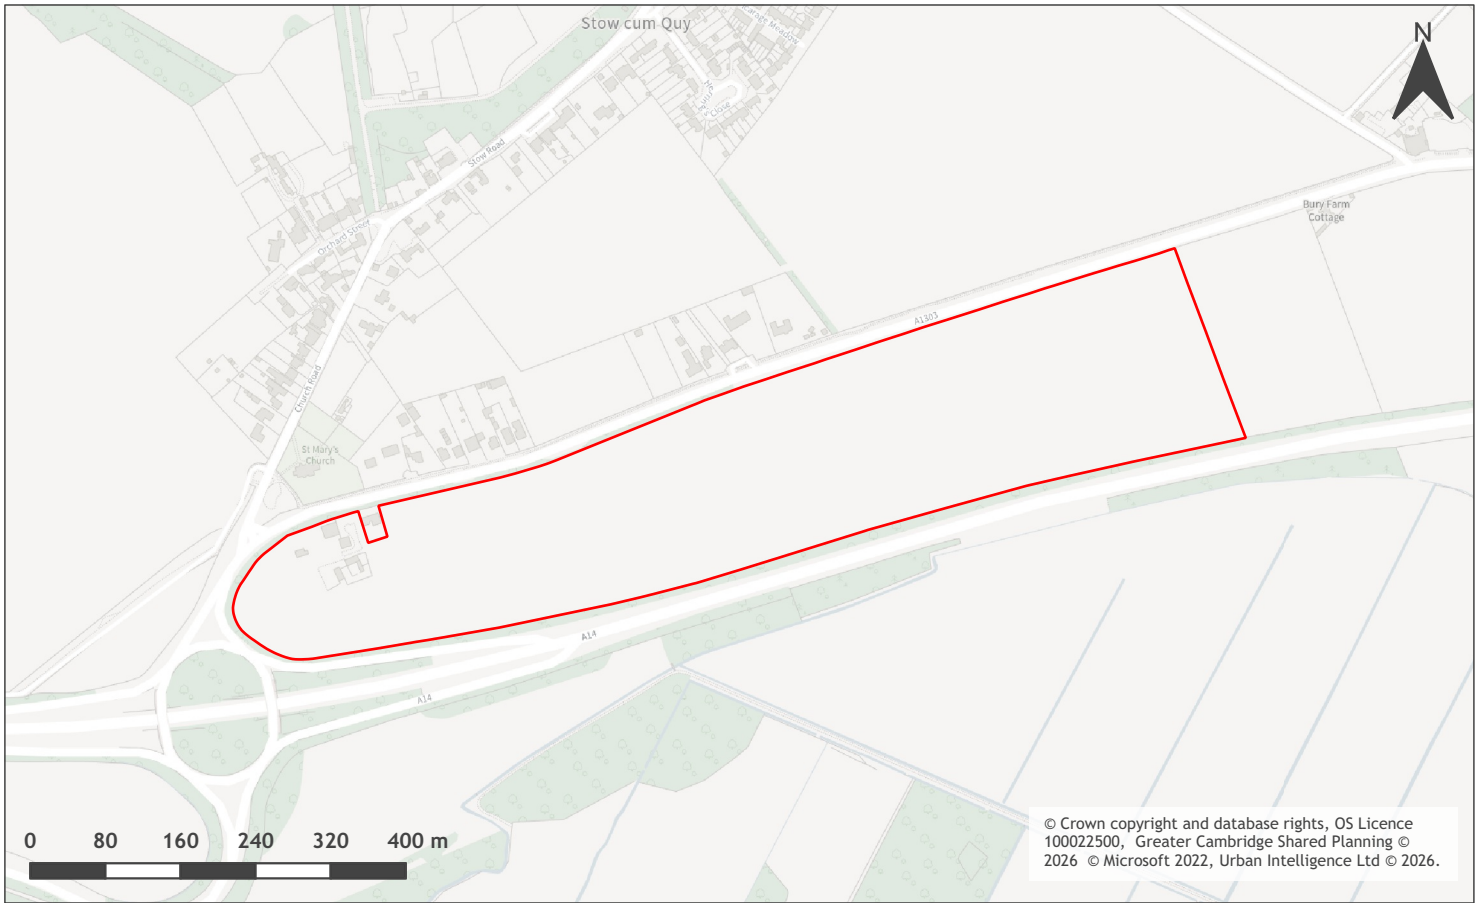 Stow cum Quy
N
Stow Road
Close
Orchard Street
Bury Farm
Cottage
A1303
Church Road
St Mary's
Church
A14
A14
0 80 160 240 320 400 m
© Crown copyright and database rights, OS Licence
100022500, Greater Cambridge Shared Planning ©
2026 © Microsoft 2022, Urban Intelligence Ltd © 2026.